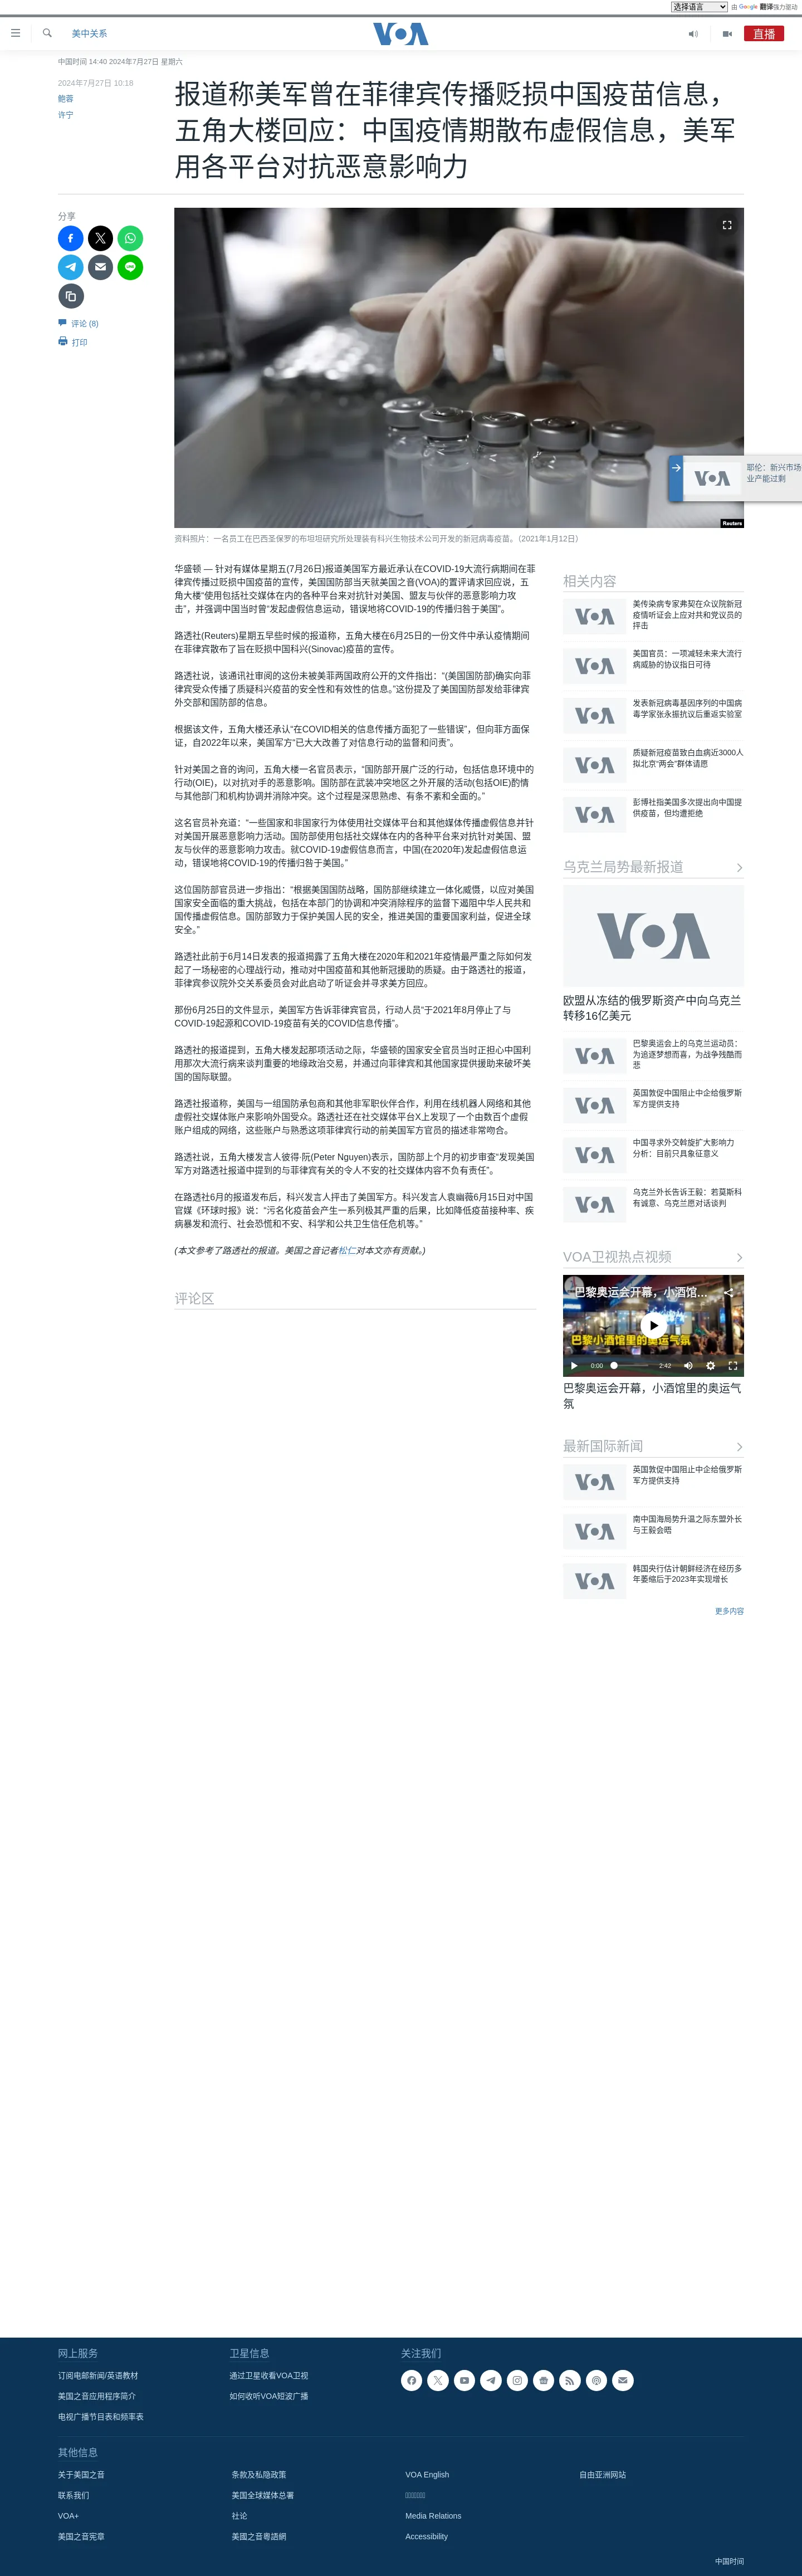 选择语言 由 Google 翻译强力驱动
美中关系
VOA
直播
中国时间 14:40 2024年7月27日 星期六
2024年7月27日 10:18
鲍蓉
许宁
报道称美军曾在菲律宾传播贬损中国疫苗信息，
五角大楼回应：中国疫情期散布虚假信息，美军
用各平台对抗恶意影响力
分享
评论 (8)
打印
Reuters
资料照片：一名员工在巴西圣保罗的布坦坦研究所处理装有科兴生物技术公司开发的新冠病毒疫苗。（2021年1月12日）
VOA
耶伦：新兴市场
业产能过剩
华盛顿 — 针对有媒体星期五(7月26日)报道美国军方最近承认在COVID-19大流行病期间在菲
律宾传播过贬损中国疫苗的宣传，美国国防部当天就美国之音(VOA)的置评请求回应说，五
角大楼“使用包括社交媒体在内的各种平台来对抗针对美国、盟友与伙伴的恶意影响力攻
击”，并强调中国当时曾“发起虚假信息运动，错误地将COVID-19的传播归咎于美国”。
路透社(Reuters)星期五早些时候的报道称，五角大楼在6月25日的一份文件中承认疫情期间
在菲律宾散布了旨在贬损中国科兴(Sinovac)疫苗的宣传。
路透社说，该通讯社审阅的这份未被美菲两国政府公开的文件指出：“(美国国防部)确实向菲
律宾受众传播了质疑科兴疫苗的安全性和有效性的信息。”这份提及了美国国防部发给菲律宾
外交部和国防部的信息。
根据该文件，五角大楼还承认“在COVID相关的信息传播方面犯了一些错误”，但向菲方面保
证，自2022年以来，美国军方“已大大改善了对信息行动的监督和问责”。
针对美国之音的询问，五角大楼一名官员表示，“国防部开展广泛的行动，包括信息环境中的
行动(OIE)，以对抗对手的恶意影响。国防部在武装冲突地区之外开展的活动(包括OIE)酌情
与其他部门和机构协调并消除冲突。这个过程是深思熟虑、有条不紊和全面的。”
这名官员补充道：“一些国家和非国家行为体使用社交媒体平台和其他媒体传播虚假信息并针
对美国开展恶意影响力活动。国防部使用包括社交媒体在内的各种平台来对抗针对美国、盟
友与伙伴的恶意影响力攻击。就COVID-19虚假信息而言，中国(在2020年)发起虚假信息运
动，错误地将COVID-19的传播归咎于美国。”
这位国防部官员进一步指出：“根据美国国防战略，国防部继续建立一体化威慑，以应对美国
国家安全面临的重大挑战，包括在本部门的协调和冲突消除程序的监督下遏阻中华人民共和
国传播虚假信息。国防部致力于保护美国人民的安全，推进美国的重要国家利益，促进全球
安全。”
路透社此前于6月14日发表的报道揭露了五角大楼在2020年和2021年疫情最严重之际如何发
起了一场秘密的心理战行动，推动对中国疫苗和其他新冠援助的质疑。由于路透社的报道，
菲律宾参议院外交关系委员会对此启动了听证会并寻求美方回应。
那份6月25日的文件显示，美国军方告诉菲律宾官员，行动人员“于2021年8月停止了与
COVID-19起源和COVID-19疫苗有关的COVID信息传播”。
路透社的报道提到，五角大楼发起那项活动之际，华盛顿的国家安全官员当时正担心中国利
用那次大流行病来谈判重要的地缘政治交易，并通过向菲律宾和其他国家提供援助来破坏美
国的国际联盟。
路透社报道称，美国与一组国防承包商和其他非军职伙伴合作，利用在线机器人网络和其他
虚假社交媒体账户来影响外国受众。路透社还在社交媒体平台X上发现了一个由数百个虚假
账户组成的网络，这些账户与熟悉这项菲律宾行动的前美国军方官员的描述非常吻合。
路透社说，五角大楼发言人彼得·阮(Peter Nguyen)表示，国防部上个月的初步审查“发现美国
军方对路透社报道中提到的与菲律宾有关的令人不安的社交媒体内容不负有责任”。
在路透社6月的报道发布后，科兴发言人抨击了美国军方。科兴发言人袁幽薇6月15日对中国
官媒《环球时报》说：“污名化疫苗会产生一系列极其严重的后果，比如降低疫苗接种率、疾
病暴发和流行、社会恐慌和不安、科学和公共卫生信任危机等。”
(本文参考了路透社的报道。美国之音记者松仁对本文亦有贡献。)
评论区
相关内容
VOA
美传染病专家弗契在众议院新冠
疫情听证会上应对共和党议员的
抨击
VOA
美国官员：一项减轻未来大流行
病威胁的协议指日可待
VOA
发表新冠病毒基因序列的中国病
毒学家张永振抗议后重返实验室
VOA
质疑新冠疫苗致白血病近3000人
拟北京“两会”群体请愿
VOA
彭博社指美国多次提出向中国提
供疫苗，但均遭拒绝
乌克兰局势最新报道
VOA
欧盟从冻结的俄罗斯资产中向乌克兰
转移16亿美元
VOA
巴黎奥运会上的乌克兰运动员：
为追逐梦想而喜，为战争残酷而
悲
VOA
英国敦促中国阻止中企给俄罗斯
军方提供支持
VOA
中国寻求外交斡旋扩大影响力
分析：目前只具象征意义
VOA
乌克兰外长告诉王毅：若莫斯科
有诚意、乌克兰愿对话谈判
VOA卫视热点视频
巴黎奥运会开幕，小酒馆...
巴黎小酒馆里的奥运气氛
0:00 2:42
巴黎奥运会开幕，小酒馆里的奥运气
氛
最新国际新闻
VOA
英国敦促中国阻止中企给俄罗斯
军方提供支持
VOA
南中国海局势升温之际东盟外长
与王毅会晤
VOA
韩国央行估计朝鲜经济在经历多
年萎缩后于2023年实现增长
更多内容
网上服务
订阅电邮新闻/英语教材
美国之音应用程序简介
电视广播节目表和频率表
卫星信息
通过卫星收看VOA卫视
如何收听VOA短波广播
关注我们
其他信息
关于美国之音
联系我们
VOA+
美国之音宪章
条款及私隐政策
美国全球媒体总署
社论
美國之音粵語網
VOA English
Media Relations
Accessibility
自由亚洲网站
中国时间